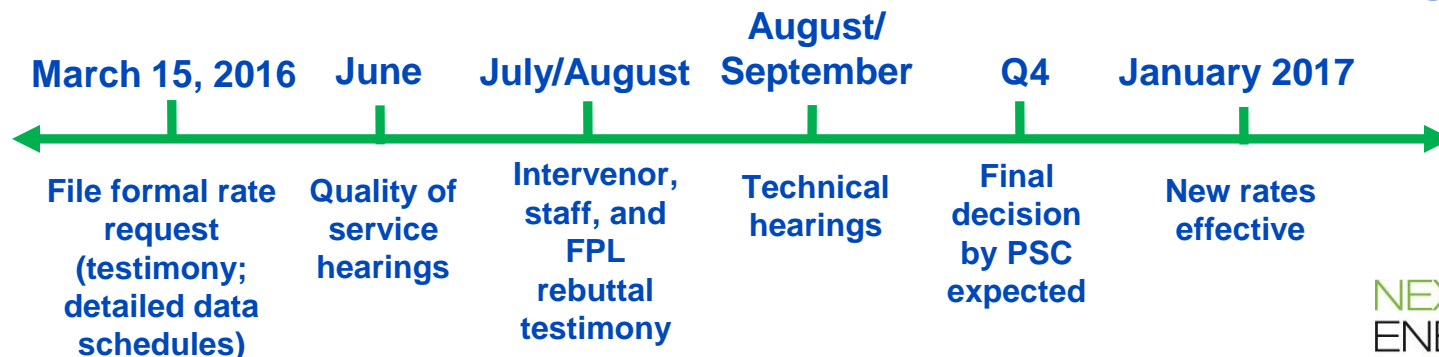 March 15, 2016
File formal rate
request
(testimony;
detailed data
schedules)
June
Quality of
service
hearings
July/August
Intervenor,
staff, and
FPL
rebuttal
testimony
August/
September
Technical
hearings
Q4
Final
decision
by PSC
expected
January 2017
New rates
effective